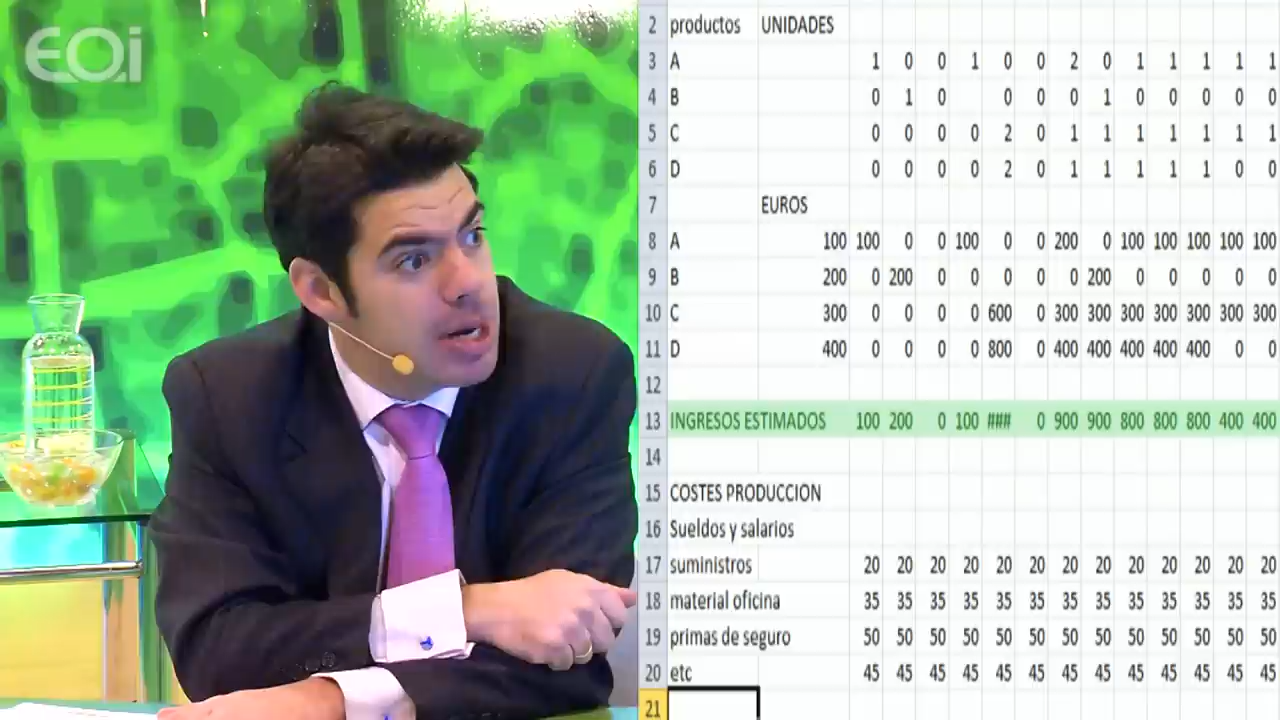 EOi
2 productos UNIDADES
3 A 1 0 0 1 0 0 2 0 1 1 1 1 1
4 B 0 1 0 0 0 0 1 0 0 0 0 0
5 C 0 0 0 0 2 0 1 1 1 1 1 1 1
6 D 0 0 0 0 2 0 1 1 1 1 1 0 0
7 EUROS
8 A 100 100 0 0 100 0 0 200 0 100 100 100 100 100
9 B 200 0 200 0 0 0 0 0 200 0 0 0 0 0
10 C 300 0 0 0 0 600 0 300 300 300 300 300 300 300
11 D 400 0 0 0 0 800 0 400 400 400 400 400 0 0
12
13 INGRESOS ESTIMADOS 100 200 0 100 ### 0 900 900 800 800 800 400 400
14
15 COSTES PRODUCCION
16 Sueldos y salarios
17 suministros 20 20 20 20 20 20 20 20 20 20 20 20 20
18 material oficina 35 35 35 35 35 35 35 35 35 35 35 35 35
19 primas de seguro 50 50 50 50 50 50 50 50 50 50 50 50 50
20 etc 45 45 45 45 45 45 45 45 45 45 45 45 45
21